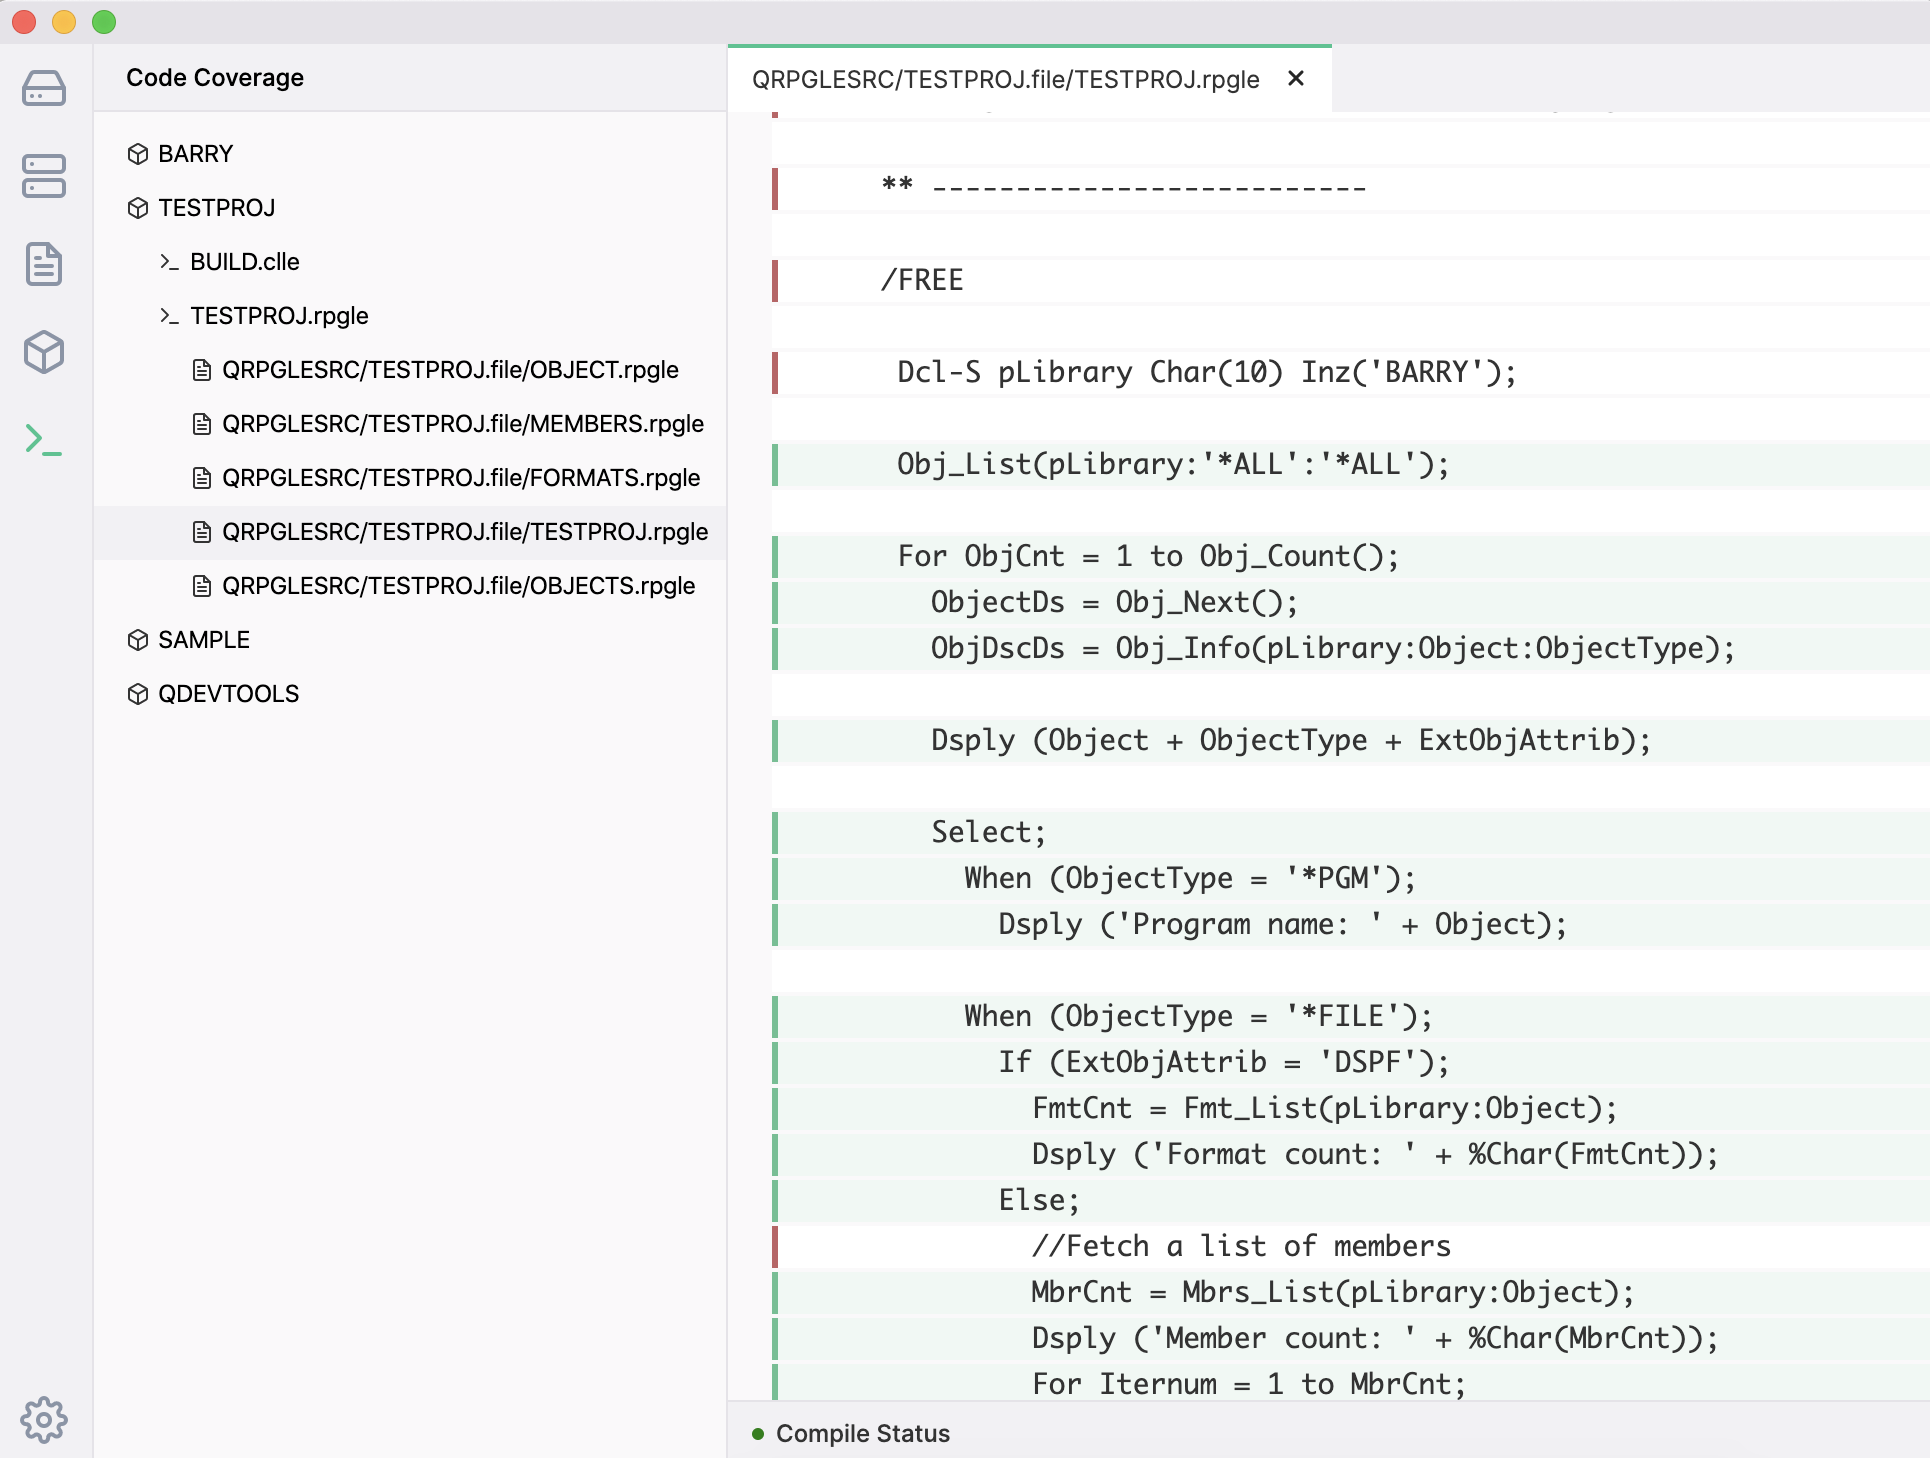 Code Coverage
BARRY
TESTPROJ
BUILD.clle
TESTPROJ.rpgle
QRPGLESRC/TESTPROJ.file/OBJECT.rpgle
QRPGLESRC/TESTPROJ.file/MEMBERS.rpgle
QRPGLESRC/TESTPROJ.file/FORMATS.rpgle
QRPGLESRC/TESTPROJ.file/TESTPROJ.rpgle
QRPGLESRC/TESTPROJ.file/OBJECTS.rpgle
SAMPLE
QDEVTOOLS
QRPGLESRC/TESTPROJ.file/TESTPROJ.rpgle
** --------------------------
/FREE
Dcl-S pLibrary Char(10) Inz('BARRY');
Obj_List(pLibrary:'*ALL':'*ALL');
For ObjCnt = 1 to Obj_Count();
ObjectDs = Obj_Next();
ObjDscDs = Obj_Info(pLibrary:Object:ObjectType);
Dsply (Object + ObjectType + ExtObjAttrib);
Select;
When (ObjectType = '*PGM');
Dsply ('Program name: ' + Object);
When (ObjectType = '*FILE');
If (ExtObjAttrib = 'DSPF');
FmtCnt = Fmt_List(pLibrary:Object);
Dsply ('Format count: ' + %Char(FmtCnt));
Else;
//Fetch a list of members
MbrCnt = Mbrs_List(pLibrary:Object);
Dsply ('Member count: ' + %Char(MbrCnt));
For Iternum = 1 to MbrCnt;
Compile Status